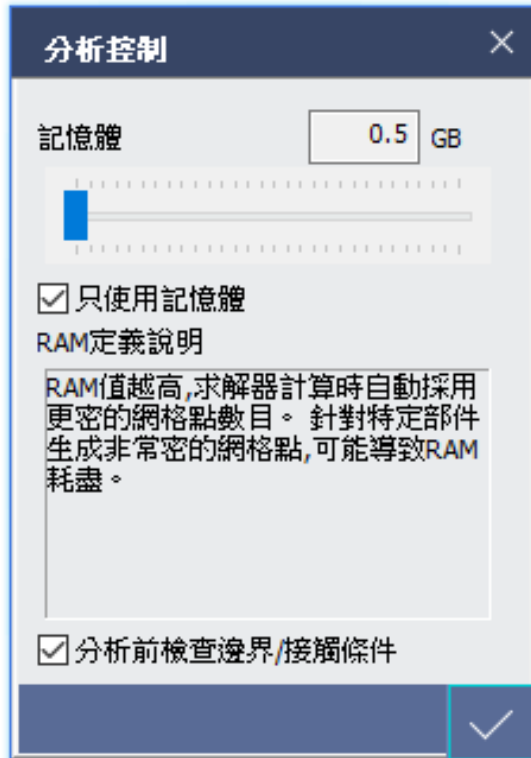 分析控制
記憶體 0.5 GB
只使用記憶體
RAM定義說明
RAM值越高,求解器計算時自動採用
更密的網格點數目。 針對特定部件
生成非常密的網格點,可能導致RAM
耗盡。
分析前檢查邊界/接觸條件